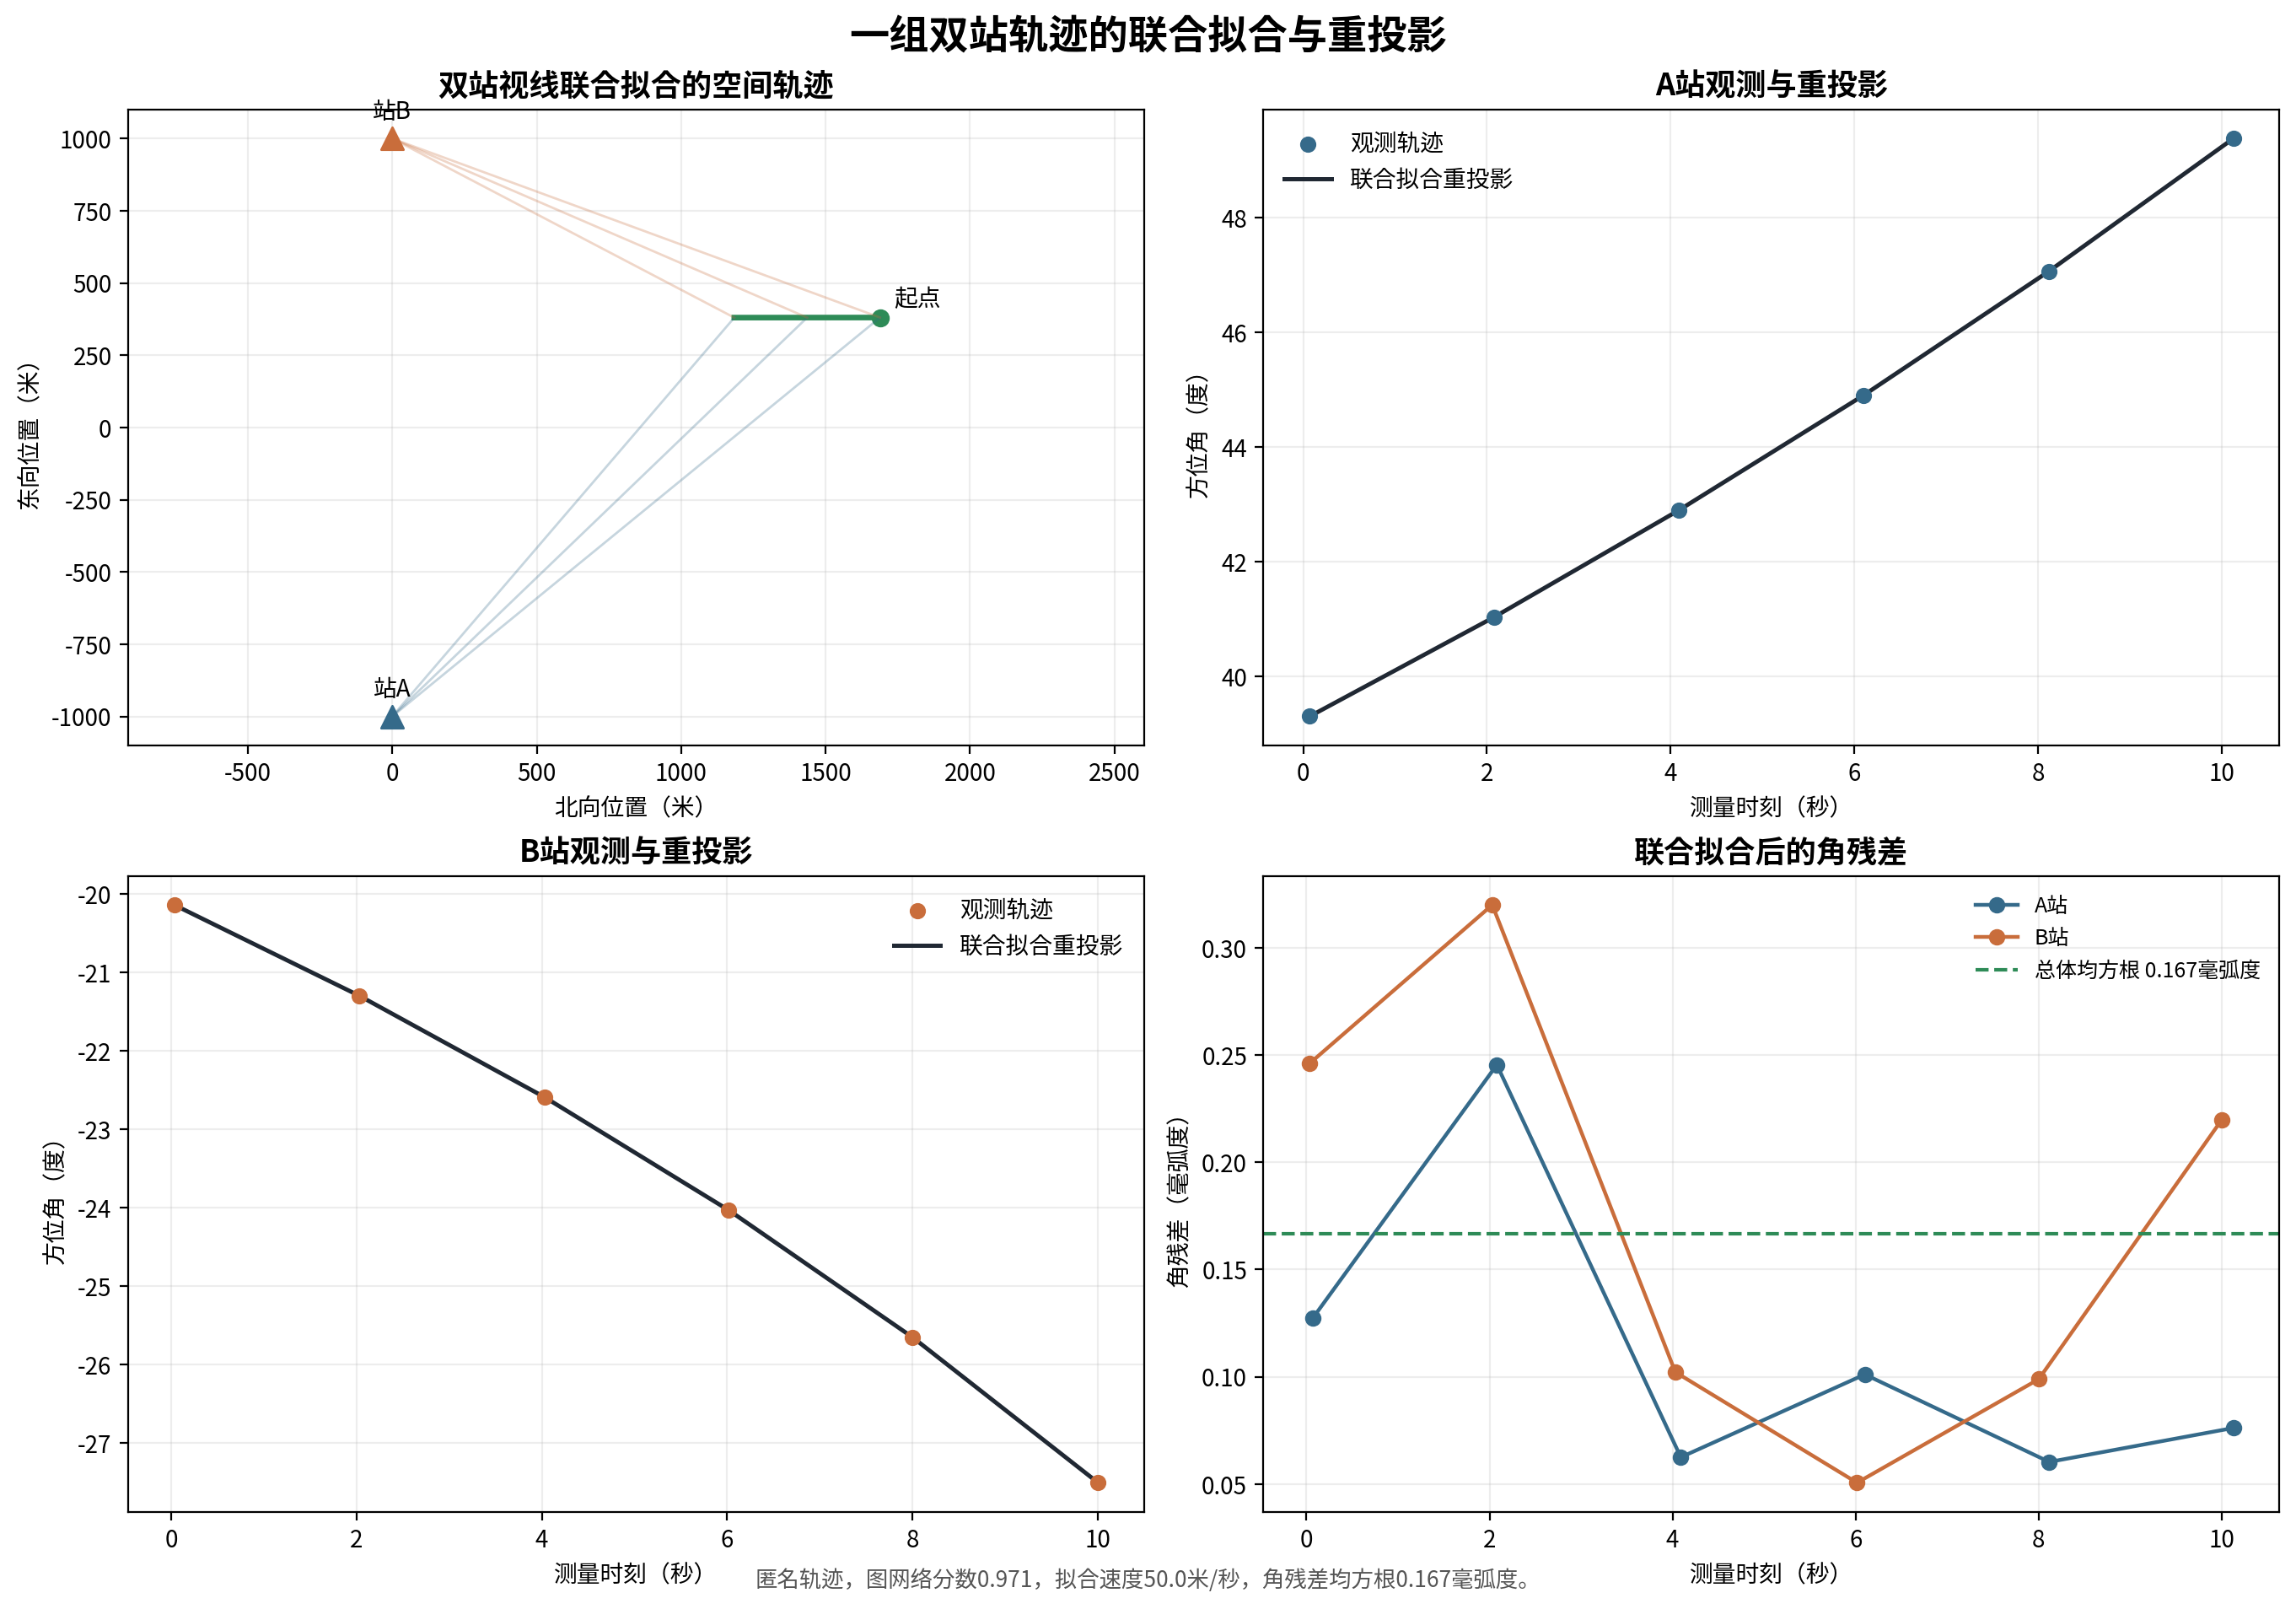 一组双站轨迹的联合拟合与重投影
双站视线联合拟合的空间轨迹
站B
起点
站A
1000
750
500
250
0
-250
-500
-750
-1000
东向位置（米）
-500
0
500
1000
1500
2000
2500
北向位置（米）
A站观测与重投影
观测轨迹
联合拟合重投影
48
46
44
42
40
方位角（度）
0
2
4
6
8
10
测量时刻（秒）
B站观测与重投影
观测轨迹
联合拟合重投影
-20
-21
-22
-23
-24
-25
-26
-27
方位角（度）
0
2
4
6
8
10
测量时刻（秒）
联合拟合后的角残差
A站
B站
总体均方根 0.167毫弧度
0.30
0.25
0.20
0.15
0.10
0.05
角残差（毫弧度）
0
2
4
6
8
10
测量时刻（秒）
匿名轨迹，图网络分数0.971，拟合速度50.0米/秒，角残差均方根0.167毫弧度。